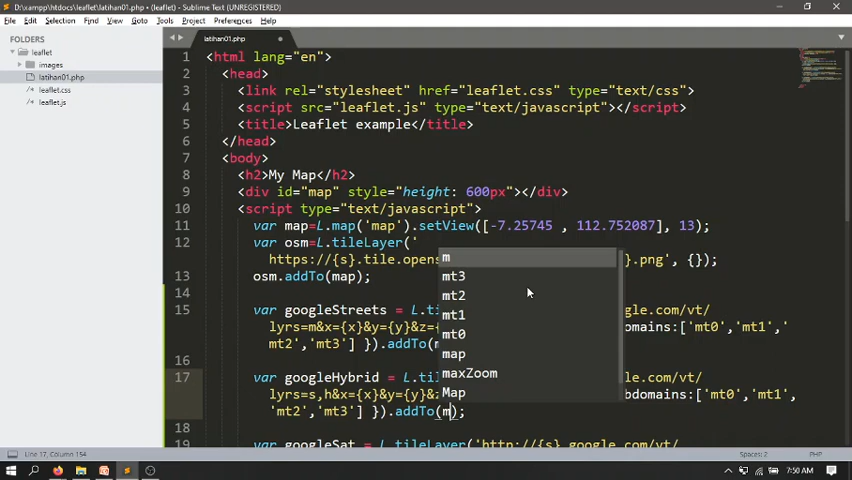 D:\xampp\htdocs\leaflet\latihan01.php • (leaflet) - Sublime Text (UNREGISTERED)
File Edit Selection Find View Goto Tools Project Preferences Help
FOLDERS
leaflet
images
latihan01.php
leaflet.css
leaflet.js
latihan01.php
1 <html lang="en">
2 <head>
3 <link rel="stylesheet" href="leaflet.css" type="text/css">
4 <script src="leaflet.js" type="text/javascript"></script>
5 <title>Leaflet example</title>
6 </head>
7 <body>
8 <h2>My Map</h2>
9 <div id="map" style="height: 600px"></div>
10 <script type="text/javascript">
11 var map=L.map('map').setView([-7.25745 , 112.752087], 13);
12 var osm=L.tileLayer('
https://{s}.tile.opens }.png', {});
13 osm.addTo(map);
14
15 var googleStreets = L.ti google.com/vt/
lyrs=m&x={x}&y={y}&z= domains:['mt0','mt1','
mt2','mt3'] }).addTo(m
16
17 var googleHybrid = L.til google.com/vt/
lyrs=s,h&x={x}&y={y}& bdomains:['mt0','mt1',
'mt2','mt3'] }).addTo(m);
18
19 var googleSat = L.tileLayer('http://{s}.google.com/vt/
m
mt3
mt2
mt1
mt0
map
maxZoom
Map
Line 17, Column 154
Spaces: 2
PHP
7:50 AM